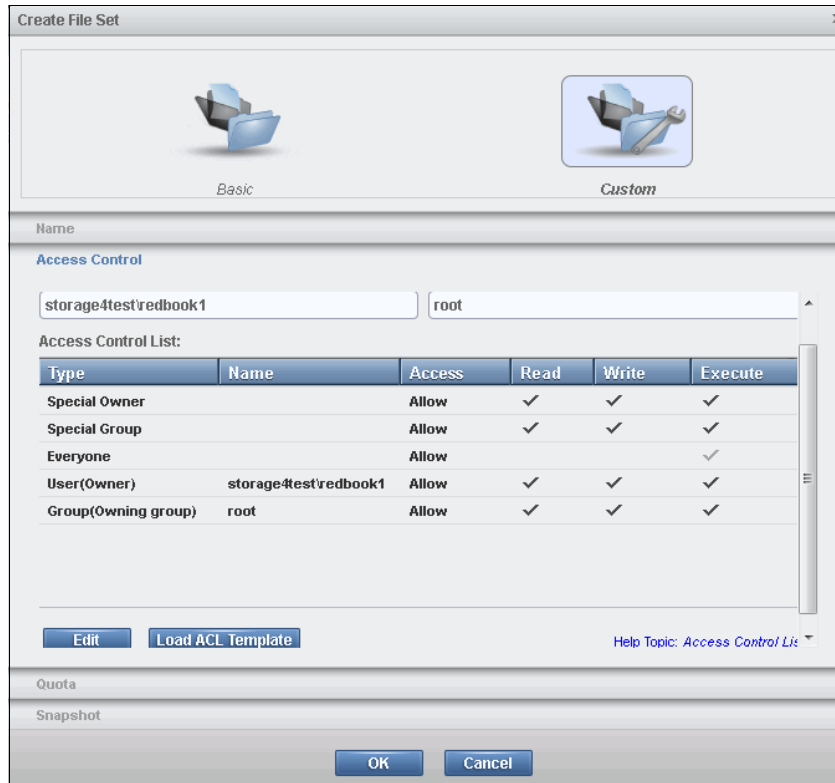 Create File Set
Basic Custom
Name
Access Control
storage4test\redbook1 root
Access Control List:
Type Name Access Read Write Execute
Special Owner Allow
Special Group Allow
Everyone Allow
User(Owner) storage4test\redbook1 Allow
Group(Owning group) root Allow
Edit Load ACL Template Help Topic: Access Control Lis
Quota
Snapshot
OK Cancel